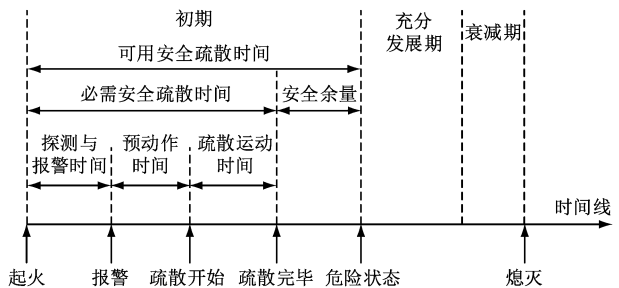 初期
充分
发展期
衰减期
可用安全疏散时间
必需安全疏散时间
安全余量
探测与
报警时间
预动作
时间
疏散运动
时间
时间线
起火
报警
疏散开始
疏散完毕
危险状态
熄灭